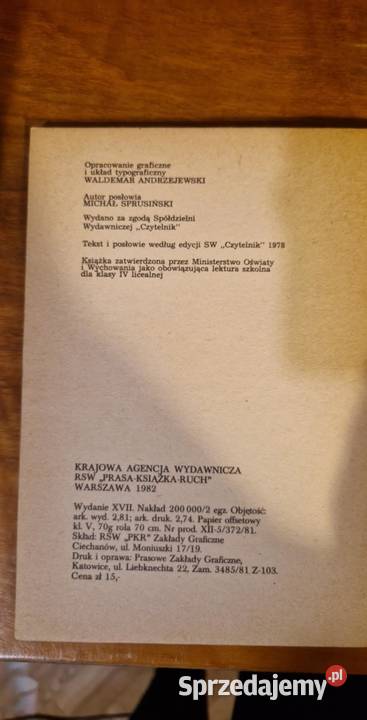 Opracowanie graficzne
i układ typograficzny
WALDEMAR ANDRZEJEWSKI
Autor posłowia
MICHAŁ SPRUSIŃSKI
Wydano za zgodą Spółdzielni
Wydawniczej „Czytelnik"
Tekst i posłowie według edycji SW „Czytelnik" 1978
Książka zatwierdzona przez Ministerstwo Oświaty
i Wychowania jako obowiązująca lektura szkolna
dla klasy IV licealnej
KRAJOWA AGENCJA WYDAWNICZA
RSW „PRASA-KSIĄŻKA-RUCH"
WARSZAWA 1982
Wydanie XVII. Nakład 200 000/2 egz. Objętość:
ark. wyd. 2,81; ark. druk. 2,74. Papier offsetowy
kl. V, 70g rola 70 cm. Nr prod. XII-5/372/81.
Skład: RSW „PKR" Zakłady Graficzne
Ciechanów, ul. Moniuszki 17/19.
Druk i oprawa: Prasowe Zakłady Graficzne,
Katowice, ul. Liebknechta 22, Zam. 3485/81 Z-103.
Cena zł 15,-
Sprzedajemy.pl